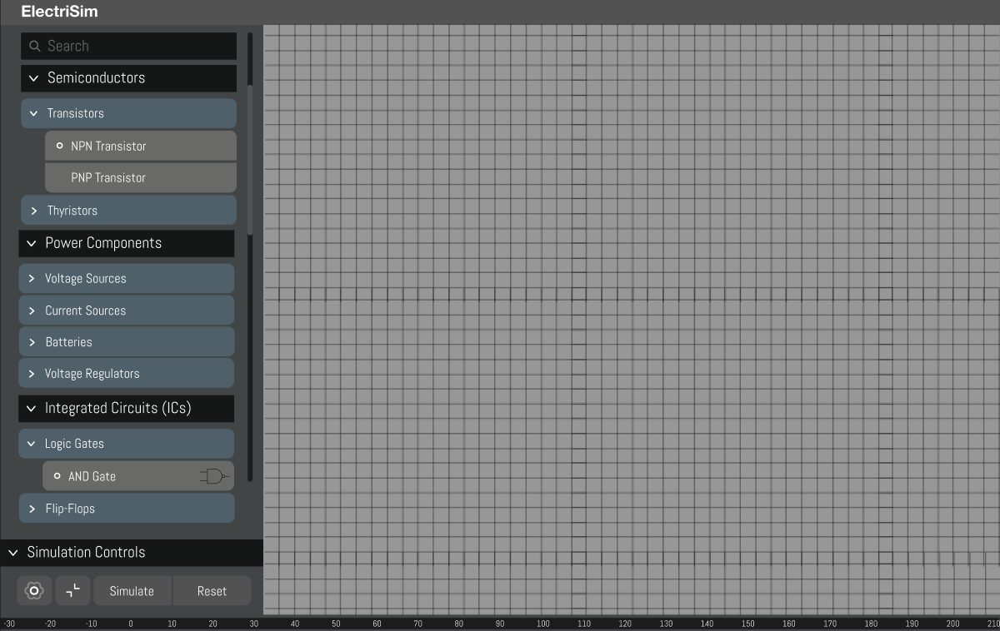 ElectriSim
Search
Semiconductors
Transistors
NPN Transistor
PNP Transistor
Thyristors
Power Components
Voltage Sources
Current Sources
Batteries
Voltage Regulators
Integrated Circuits (ICs)
Logic Gates
AND Gate
Flip-Flops
Simulation Controls
Simulate Reset
-30 -20 -10 0 10 20 30 40 50 60 70 80 90 100 110 120 130 140 150 160 170 180 190 200 210